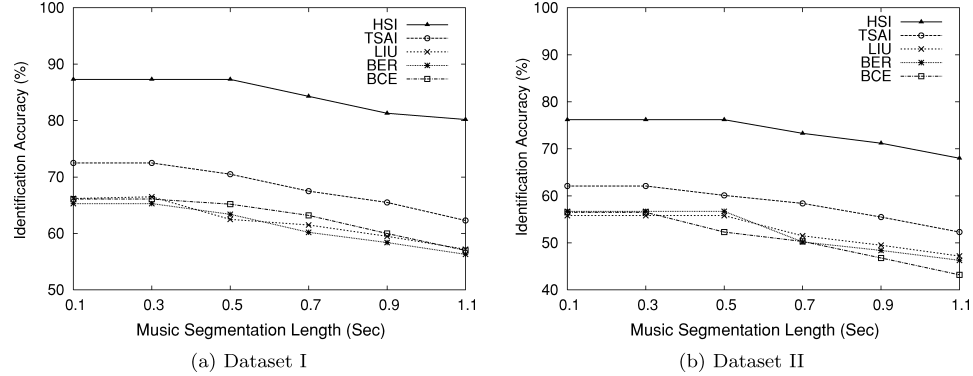 100
90
80
70
60
50
Identification Accuracy (%)
HSI
TSAI
LIU
BER
BCE
0.1 0.3 0.5 0.7 0.9 1.1
Music Segmentation Length (Sec)
(a) Dataset I
100
90
80
70
60
50
40
Identification Accuracy (%)
HSI
TSAI
LIU
BER
BCE
0.1 0.3 0.5 0.7 0.9 1.1
Music Segmentation Length (Sec)
(b) Dataset II